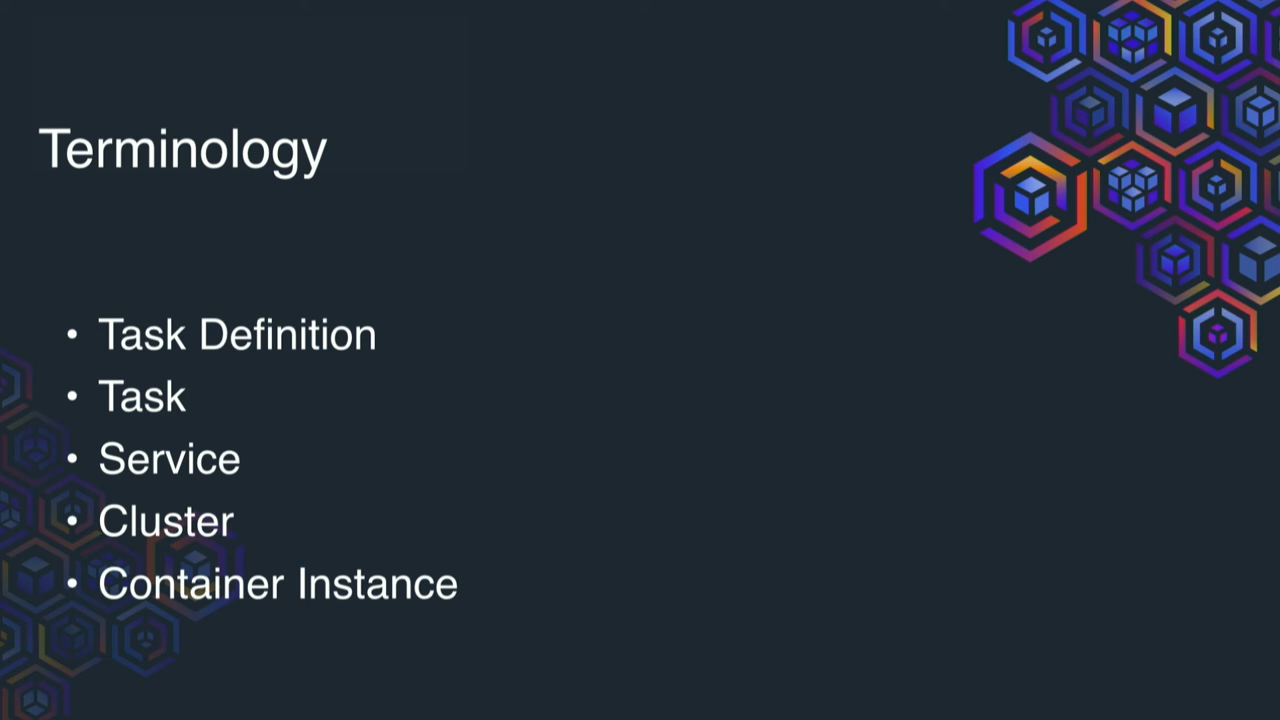 Terminology
• Task Definition
• Task
• Service
• Cluster
• Container Instance